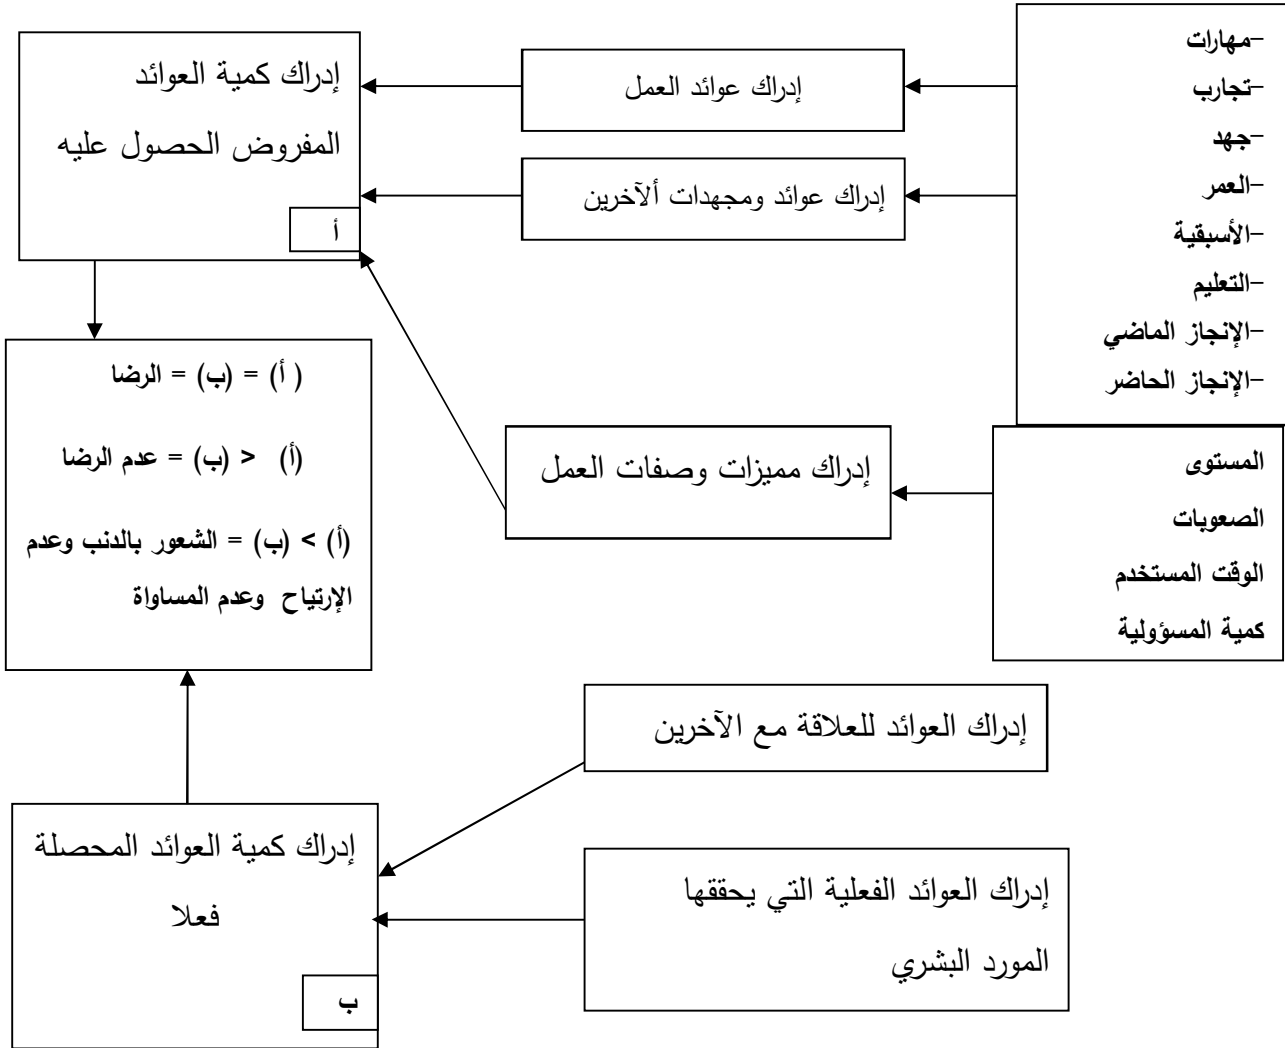 -مهارات
-تجارب
-جهد
-العمر
-الأسبقية
-التعليم
-الإنجاز الماضي
-الإنجاز الحاضر
إدراك عوائد العمل
إدراك عوائد ومجهدات ألآخرين
إدراك كمية العوائد
المفروض الحصول عليه
أ
المستوى
الصعوبات
الوقت المستخدم
كمية المسؤولية
إدراك مميزات وصفات العمل
( أ) = (ب) = الرضا
(أ) > (ب) = عدم الرضا
(أ) < (ب) = الشعور بالدنب وعدم
الإرتياح وعدم المساواة
إدراك العوائد للعلاقة مع الآخرين
إدراك العوائد الفعلية التي يحققها
المورد البشري
إدراك كمية العوائد المحصلة
فعلا
ب